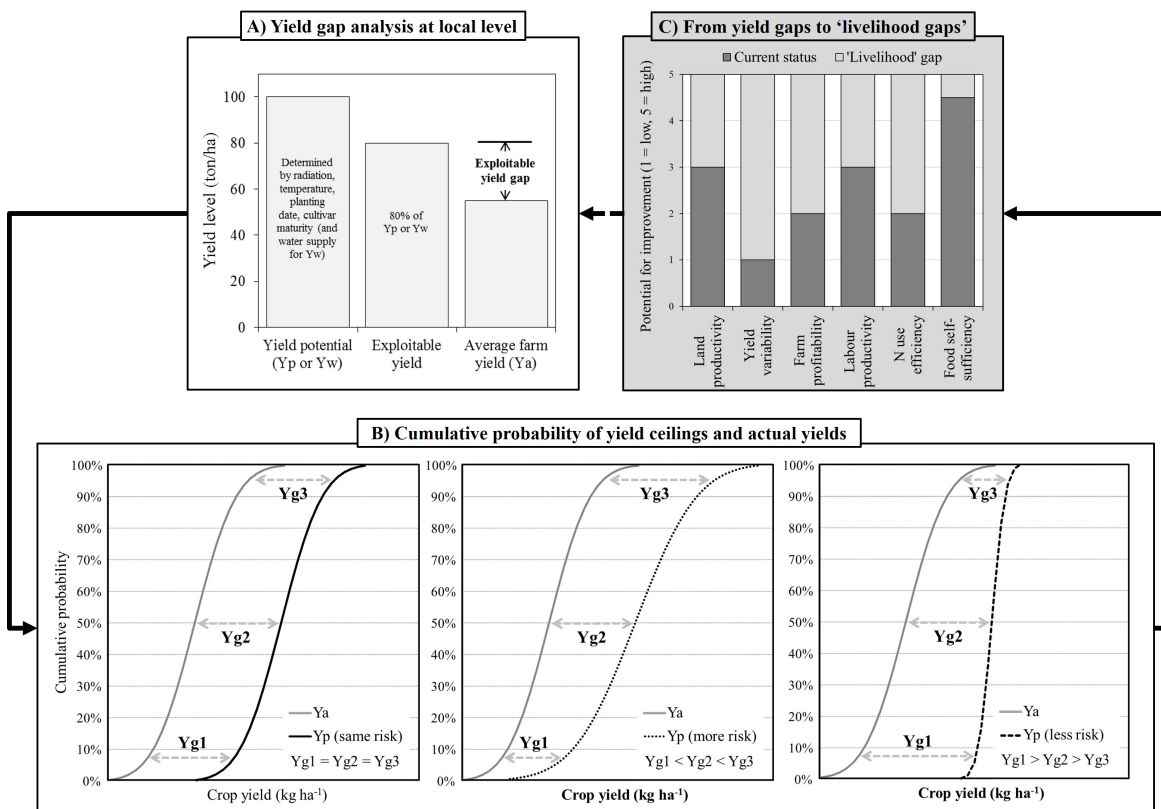 A) Yield gap analysis at local level
Yield level (ton/ha)
100
80
60
40
20
0
Determined
by radiation,
temperature,
planting
date, cultivar
maturity (and
water supply
for Yw)
80% of
Yp or Yw
Exploitable
yield gap
Yield potential
(Yp or Yw)
Exploitable
yield
Average farm
yield (Ya)
C) From yield gaps to ‘livelihood gaps’
Current status
'Livelihood' gap
Potential for improvement (1 = low, 5 = high)
5
4
3
2
1
1
Land
productivity
Yield
variability
Farm
profitability
Labour
productivity
N use
efficiency
Food self-
sufficiency
B) Cumulative probability of yield ceilings and actual yields
Cumulative probability
100%
90%
80%
70%
60%
50%
40%
30%
20%
10%
0%
Yg3
Yg2
Yg1
Ya
Yp (same risk)
Yg1 = Yg2 = Yg3
Crop yield (kg ha-1)
100%
90%
80%
70%
60%
50%
40%
30%
20%
10%
0%
Yg3
Yg2
Yg1
Ya
Yp (more risk)
Yg1 < Yg2 < Yg3
Crop yield (kg ha-1)
100%
90%
80%
70%
60%
50%
40%
30%
20%
10%
0%
Yg3
Yg2
Yg1
Ya
Yp (less risk)
Yg1 > Yg2 > Yg3
Crop yield (kg ha-1)